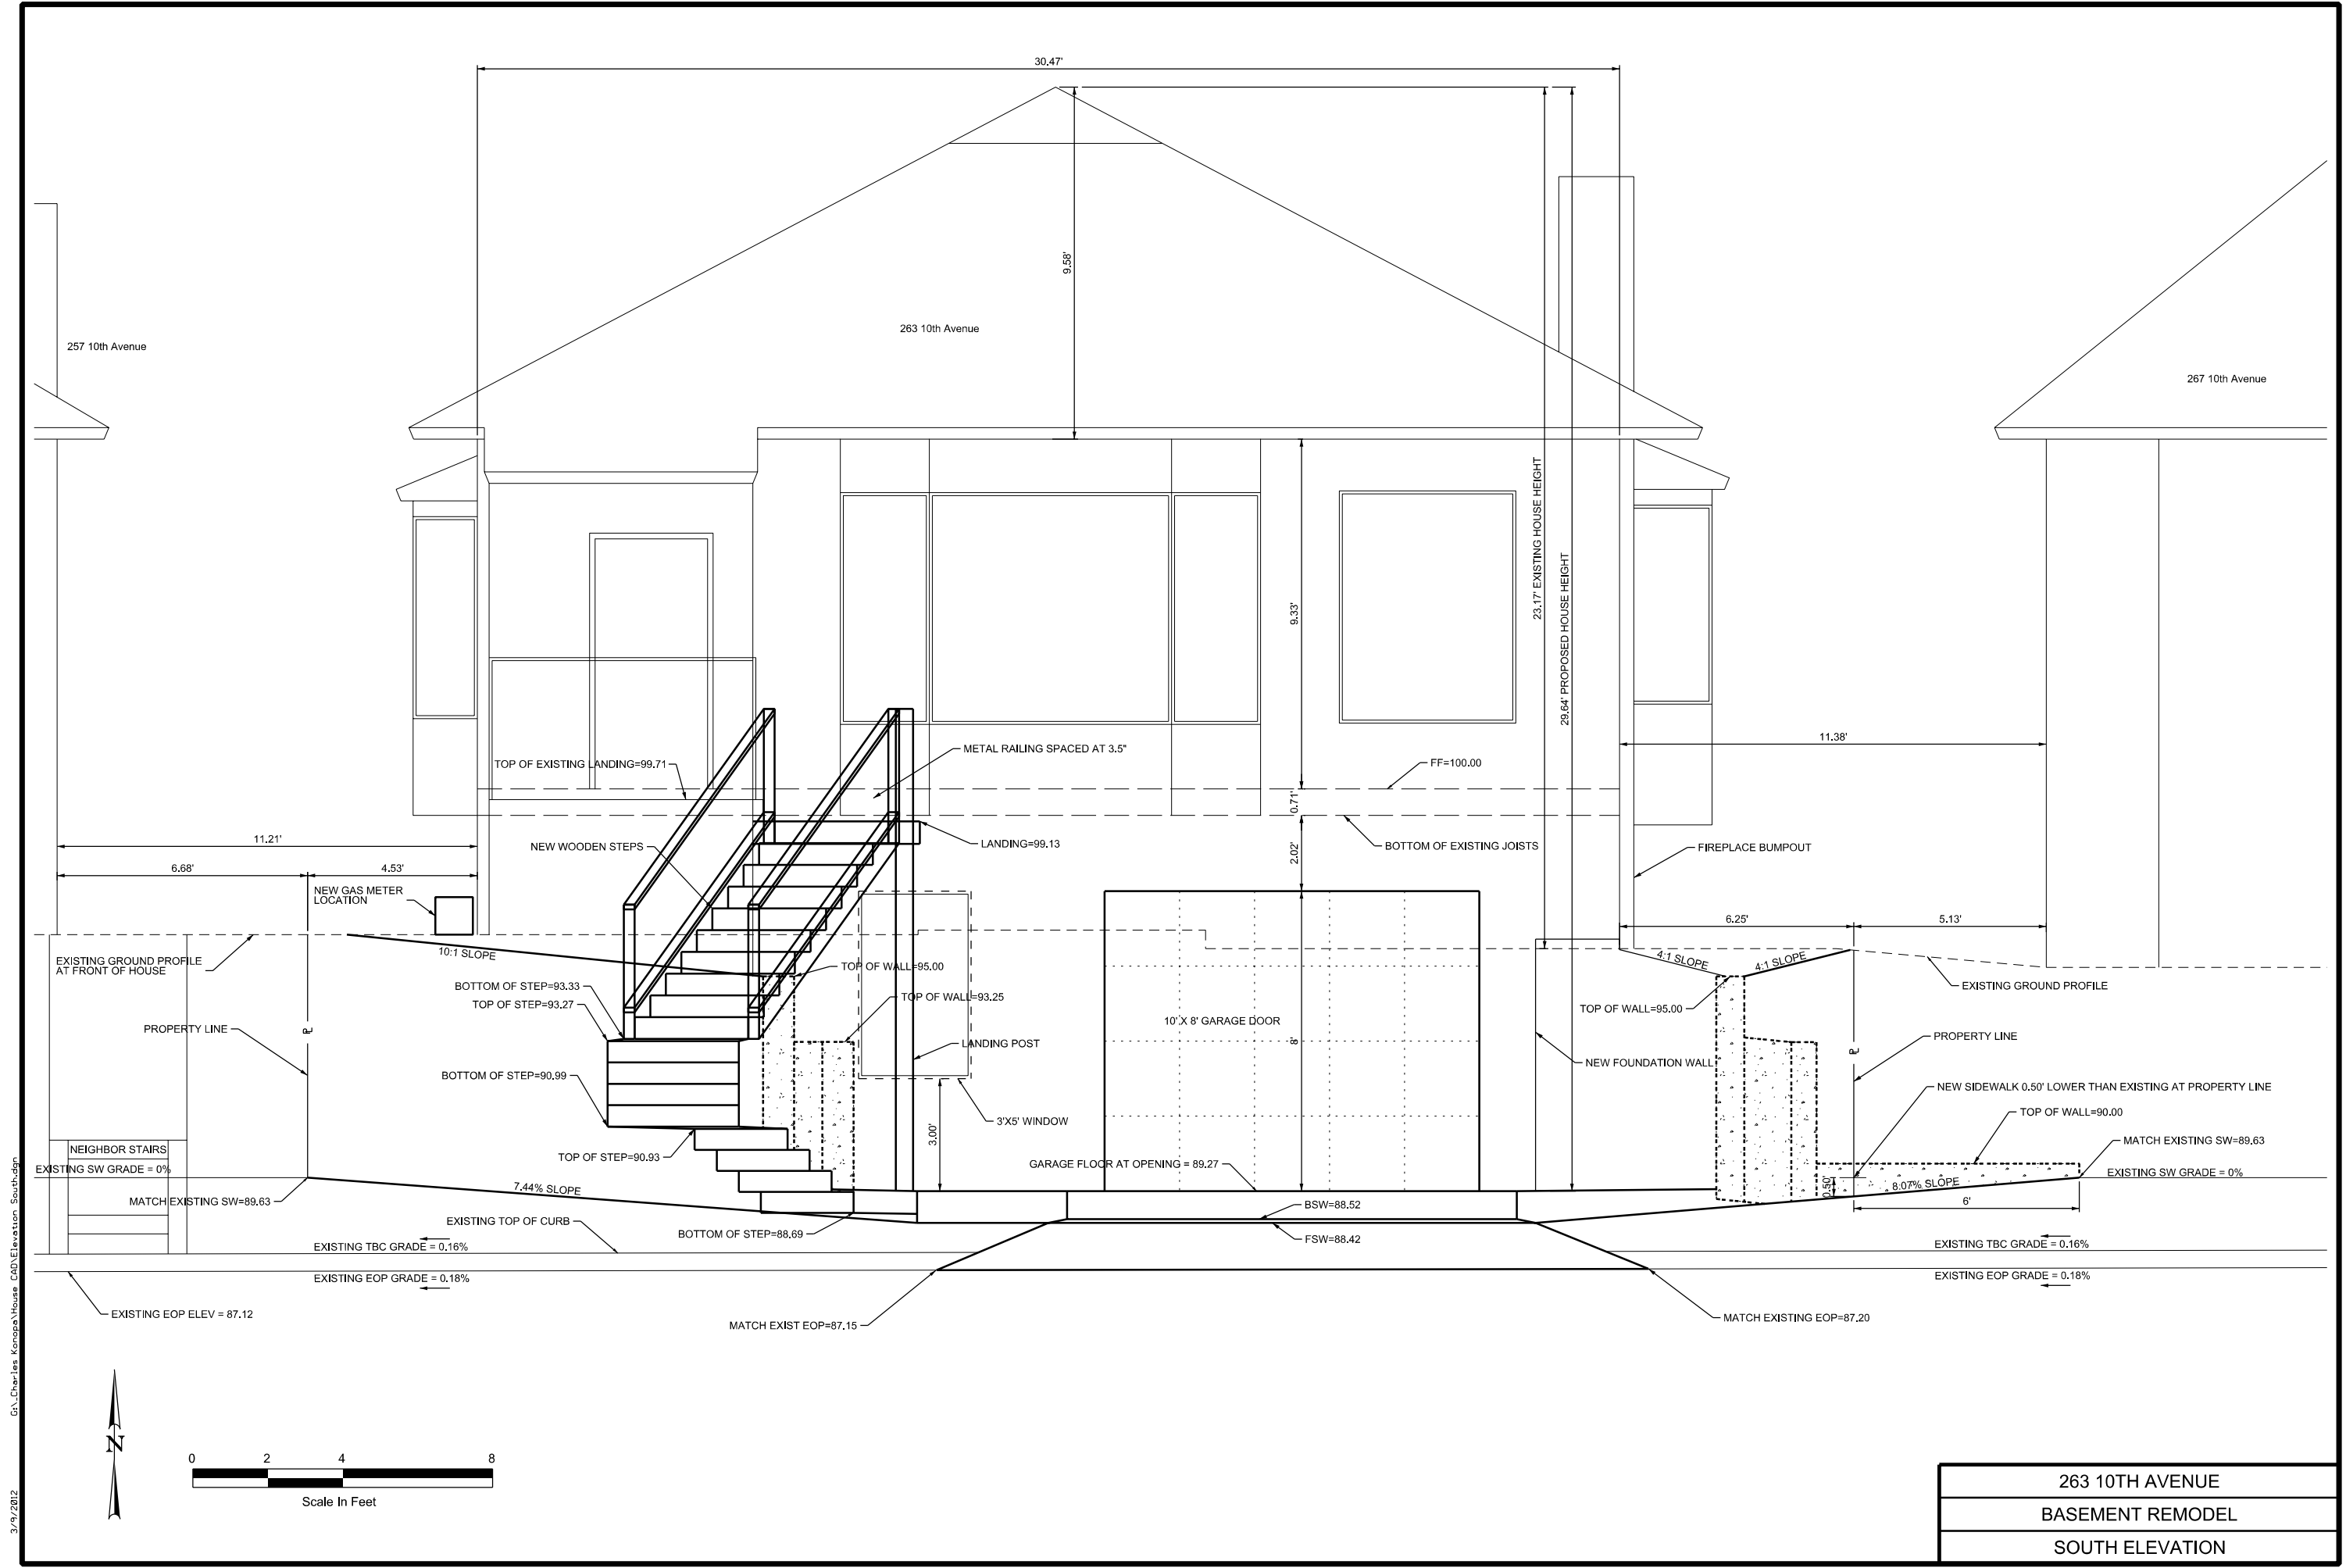 30.47'
9.58'
263 10th Avenue
257 10th Avenue
267 10th Avenue
23.17' EXISTING HOUSE HEIGHT
29.64' PROPOSED HOUSE HEIGHT
9.33'
METAL RAILING SPACED AT 3.5"
11.38'
TOP OF EXISTING LANDING=99.71
FF=100.00
0.71'
11.21'
NEW WOODEN STEPS
LANDING=99.13
2.02'
BOTTOM OF EXISTING JOISTS
FIREPLACE BUMPOUT
6.68'
4.53'
NEW GAS METER
LOCATION
6.25'
5.13'
EXISTING GROUND PROFILE
AT FRONT OF HOUSE
10:1 SLOPE
TOP OF WALL=95.00
4:1 SLOPE
4:1 SLOPE
BOTTOM OF STEP=93.33
TOP OF STEP=93.27
TOP OF WALL=93.25
EXISTING GROUND PROFILE
TOP OF WALL=95.00
10' X 8' GARAGE DOOR
8'
PROPERTY LINE
PL
LANDING POST
PL
PROPERTY LINE
NEW FOUNDATION WALL
BOTTOM OF STEP=90.99
NEW SIDEWALK 0.50' LOWER THAN EXISTING AT PROPERTY LINE
3'X5' WINDOW
3.00'
TOP OF WALL=90.00
NEIGHBOR STAIRS
TOP OF STEP=90.93
MATCH EXISTING SW=89.63
EXISTING SW GRADE = 0%
GARAGE FLOOR AT OPENING = 89.27
EXISTING SW GRADE = 0%
MATCH EXISTING SW=89.63
7.44% SLOPE
0.50'
8.07% SLOPE
6'
EXISTING TOP OF CURB
BOTTOM OF STEP=88.69
BSW=88.52
FSW=88.42
EXISTING TBC GRADE = 0.16%
EXISTING TBC GRADE = 0.16%
EXISTING EOP GRADE = 0.18%
EXISTING EOP GRADE = 0.18%
EXISTING EOP ELEV = 87.12
MATCH EXIST EOP=87.15
MATCH EXISTING EOP=87.20
N
0 2 4 8
Scale In Feet
263 10TH AVENUE
BASEMENT REMODEL
SOUTH ELEVATION
3/9/2012
G:\_Charles Konopa\House CAD\Elevation South.dgn